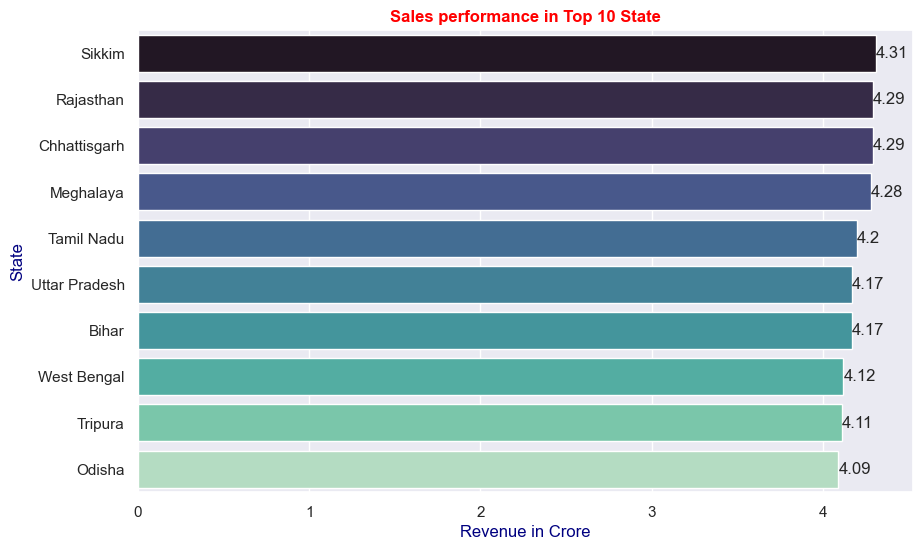 Sales performance in Top 10 State
Sikkim 4.31
Rajasthan 4.29
Chhattisgarh 4.29
Meghalaya 4.28
Tamil Nadu 4.2
Uttar Pradesh 4.17
Bihar 4.17
West Bengal 4.12
Tripura 4.11
Odisha 4.09
State
0 1 2 3 4
Revenue in Crore